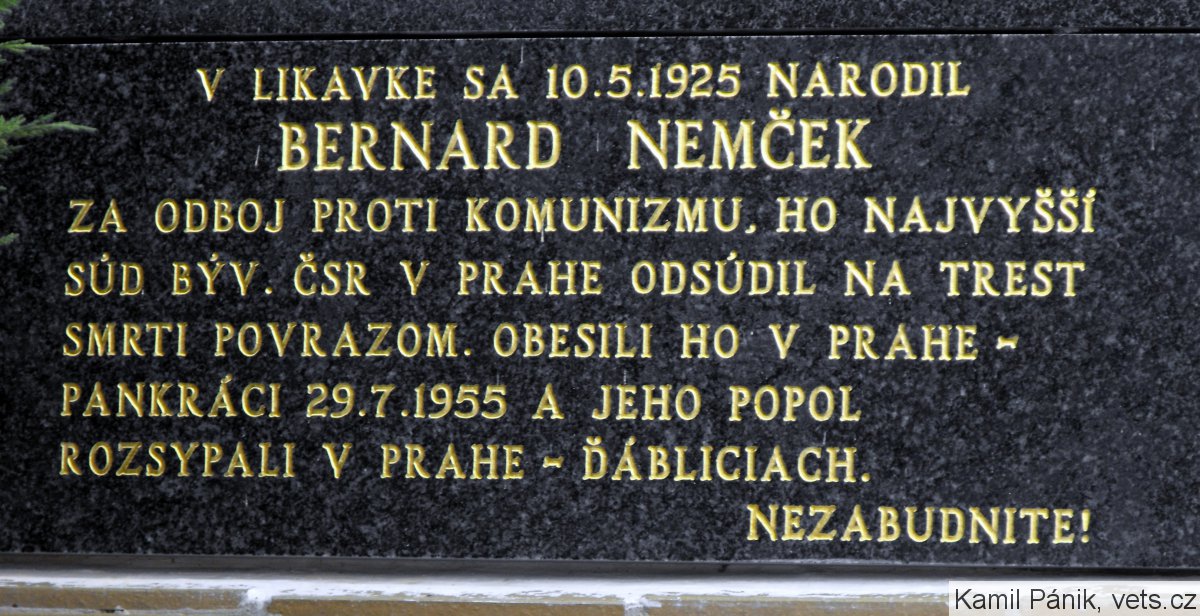 V LIKAVKE SA 10.5.1925 NARODIL
BERNARD NEMČEK
ZA ODBOJ PROTI KOMUNIZMU, HO NAJVYŠŠÍ
SÚD BÝV. ČSR V PRAHE ODSÚDIL NA TREST
SMRTI POVRAZOM. OBESILI HO V PRAHE -
PANKRÁCI 29.7.1955 A JEHO POPOL
ROZSYPALI V PRAHE - ĎÁBLICIACH.
NEZABUDNITE!
Kamil Pánik, vets.cz